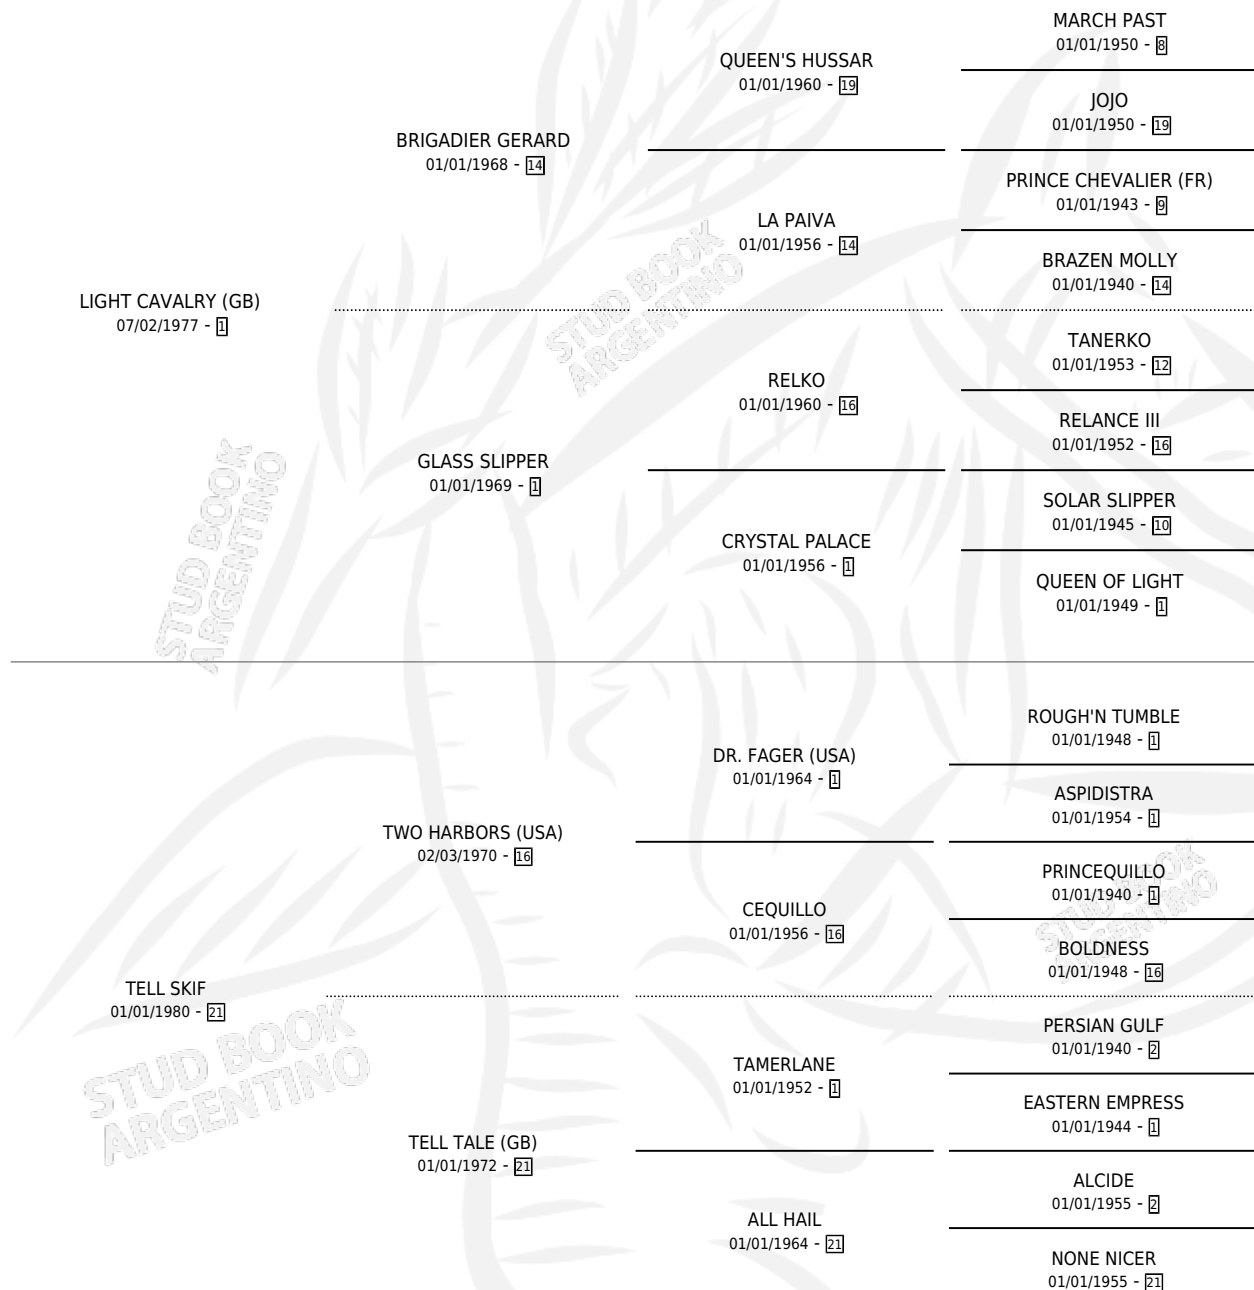 MARCH PAST
01/01/1950 - 8
QUEEN'S HUSSAR
01/01/1960 - 19
JOJO
01/01/1950 - 19
BRIGADIER GERARD
01/01/1968 - 14
PRINCE CHEVALIER (FR)
01/01/1943 - 9
LA PAIVA
01/01/1956 - 14
BRAZEN MOLLY
01/01/1940 - 14
LIGHT CAVALRY (GB)
07/02/1977 - 1
STUD BOOK
ARGENTINO
TANERKO
01/01/1953 - 12
RELKO
01/01/1960 - 16
RELANCE III
01/01/1952 - 16
GLASS SLIPPER
01/01/1969 - 1
SOLAR SLIPPER
01/01/1945 - 10
CRYSTAL PALACE
01/01/1956 - 1
QUEEN OF LIGHT
01/01/1949 - 1
STUD BOOK
ARGENTINO
ROUGH'N TUMBLE
01/01/1948 - 1
DR. FAGER (USA)
01/01/1964 - 1
ASPIDISTRA
01/01/1954 - 1
TWO HARBORS (USA)
02/03/1970 - 16
PRINCEQUILLO
01/01/1940 - 1
CEQUILLO
01/01/1956 - 16
BOLDNESS
01/01/1948 - 16
STUD BOOK
ARGENTINO
TELL SKIF
01/01/1980 - 21
STUD BOOK
ARGENTINO
PERSIAN GULF
01/01/1940 - 2
TAMERLANE
01/01/1952 - 1
EASTERN EMPRESS
01/01/1944 - 1
TELL TALE (GB)
01/01/1972 - 21
ALCIDE
01/01/1955 - 2
ALL HAIL
01/01/1964 - 21
NONE NICER
01/01/1955 - 21